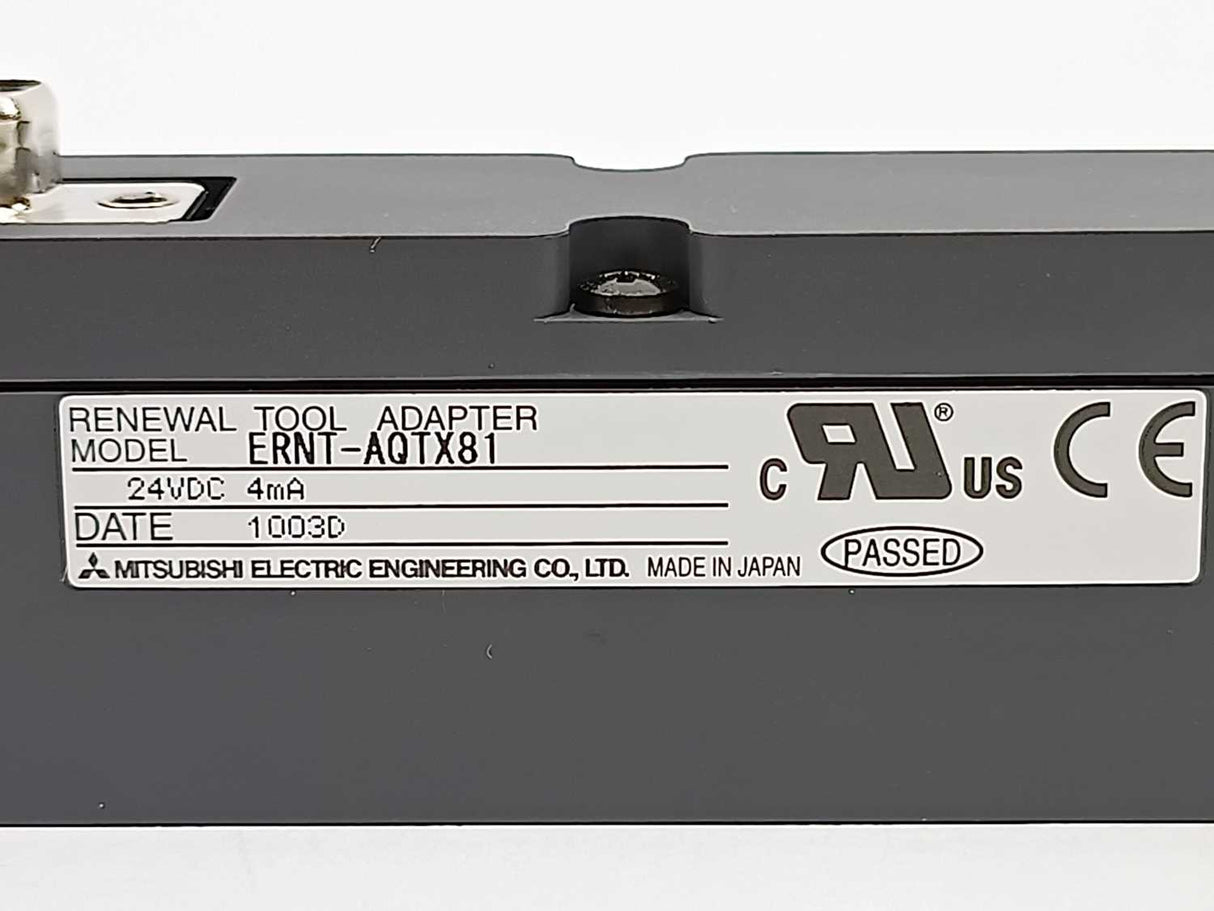 RENEWAL TOOL ADAPTER
MODEL ERNT-AQTX81
24VDC 4mA
DATE 1003D
MITSUBISHI ELECTRIC ENGINEERING CO., LTD. MADE IN JAPAN
C RU® US CE
PASSED